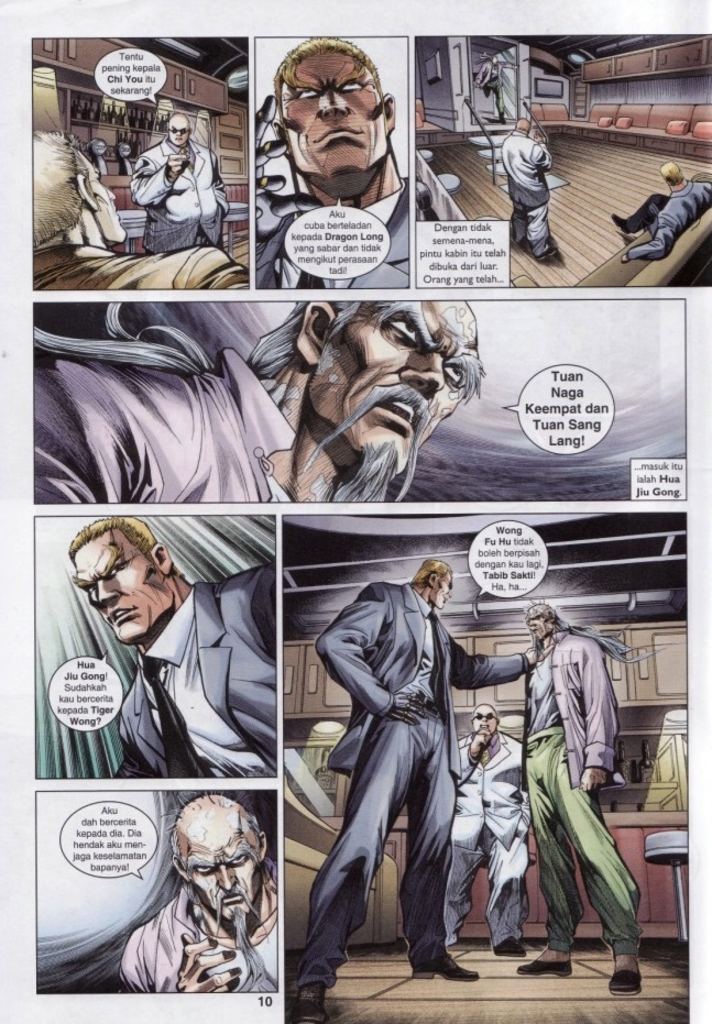 Tentu
pening kepala
Chi You itu
sekarang!
Aku
cuba berterdan
kepada Dragon Long
yang sabar dan tidak
mengikut perasaan
tadi!
Dengan tidak
semena-mena,
pintu kabin itu telah
dibuka dari luar.
Orang yang telah...
Tuan
Naga
Keempat dan
Tuan Sang
Lang!
...masuk itu
ialah Hua
Jiu Gong.
Hua
Jiu Gong!
Sudahkah
kau bercerita
kepada Tiger
Wong?
Wong
Fu Hu tidak
boleh berpisah
dengan kau lagi,
Tabib Sakti!
Ha, ha...
Aku
dah bercerita
kepada dia. Dia
hendak aku men-
jaga keselamatan
bapanya!
10